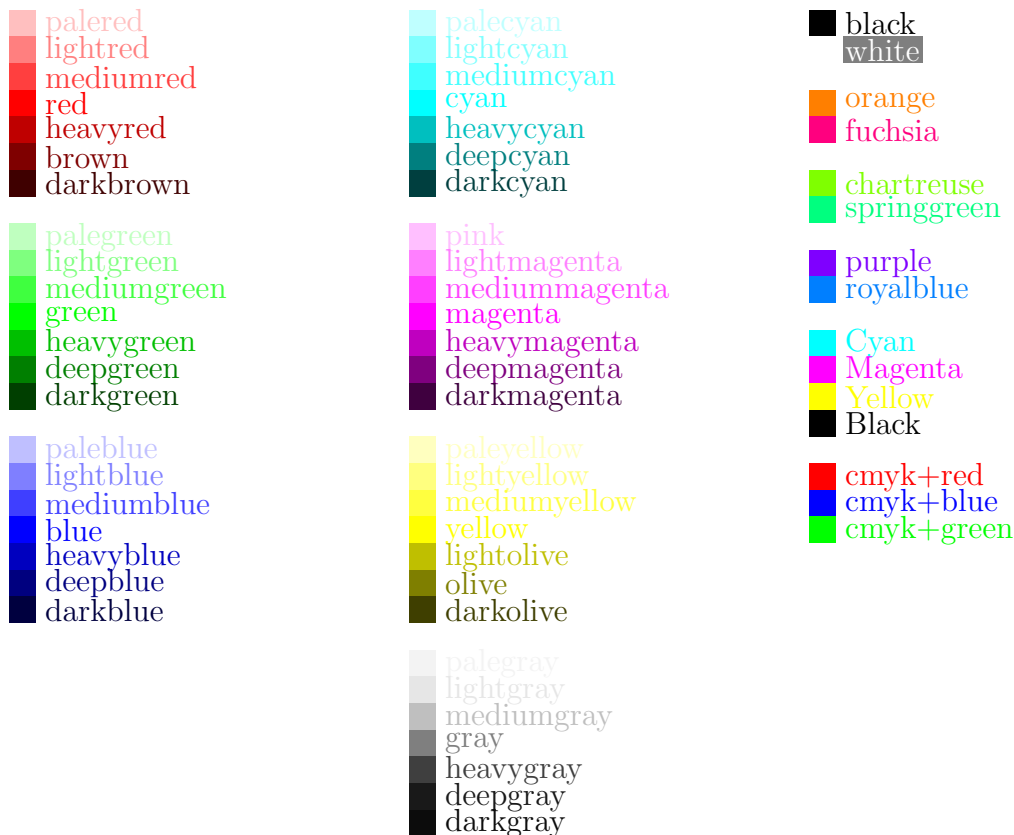 palered
lightred
mediumred
red
heavyred
brown
darkbrown
palegreen
lightgreen
mediumgreen
green
heavygreen
deepgreen
darkgreen
paleblue
lightblue
mediumblue
blue
heavyblue
deepblue
darkblue
palecyan
lightcyan
mediumcyan
cyan
heavycyan
deepcyan
darkcyan
pink
lightmagenta
mediummagenta
magenta
heavymagenta
deepmagenta
darkmagenta
paleyellow
lightyellow
mediumyellow
yellow
lightolive
olive
darkolive
palegray
lightgray
mediumgray
gray
heavygray
deepgray
darkgray
black
white
orange
fuchsia
chartreuse
springgreen
purple
royalblue
Cyan
Magenta
Yellow
Black
cmyk+red
cmyk+blue
cmyk+green